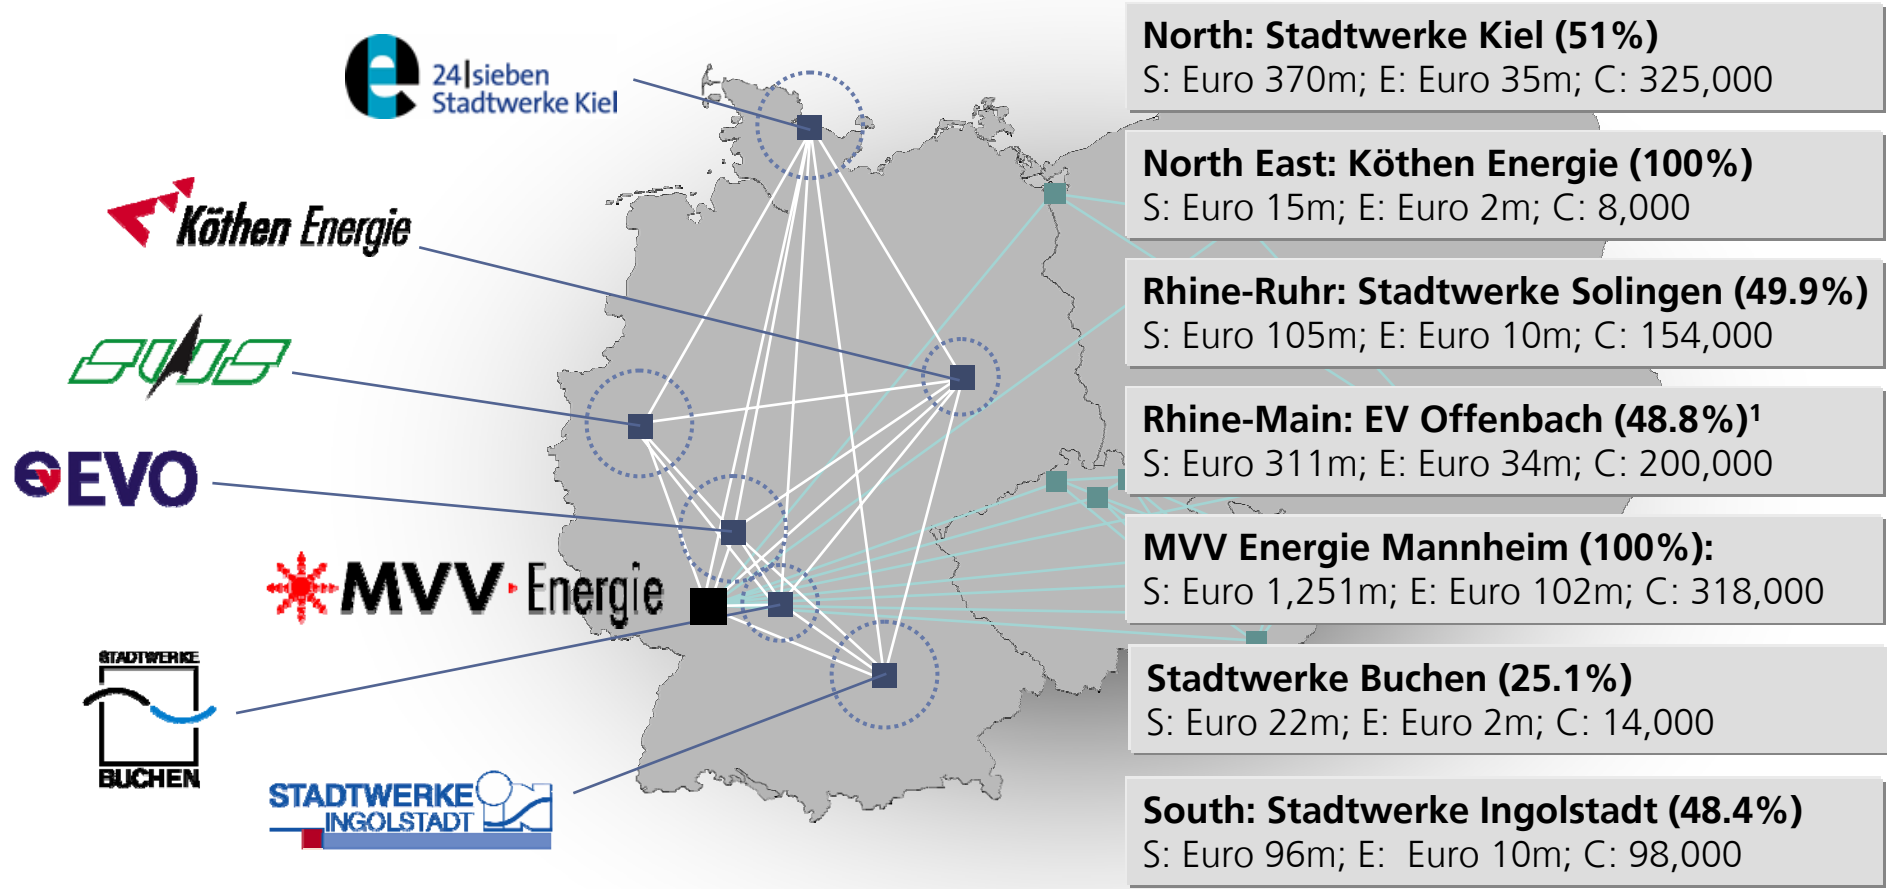 24|sieben
Stadtwerke Kiel
Köthen Energie
SWS
eVEVO
MVV Energie
STADTWERKE
BUCHEN
STADTWERKE
INGOLSTADT
North: Stadtwerke Kiel (51%)
S: Euro 370m; E: Euro 35m; C: 325,000
North East: Köthen Energie (100%)
S: Euro 15m; E: Euro 2m; C: 8,000
Rhine-Ruhr: Stadtwerke Solingen (49.9%)
S: Euro 105m; E: Euro 10m; C: 154,000
Rhine-Main: EV Offenbach (48.8%)¹
S: Euro 311m; E: Euro 34m; C: 200,000
MVV Energie Mannheim (100%):
S: Euro 1,251m; E: Euro 102m; C: 318,000
Stadtwerke Buchen (25.1%)
S: Euro 22m; E: Euro 2m; C: 14,000
South: Stadtwerke Ingolstadt (48.4%)
S: Euro 96m; E:  Euro 10m; C: 98,000